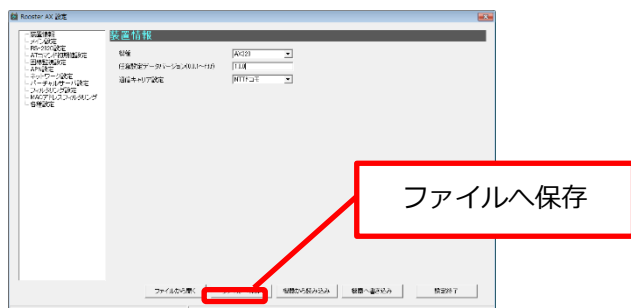 Rooster AX 設定
装置情報
メイン設定
RS-232C設定
ATコマンド初期値設定
回線監視設定
APN設定
ネットワーク設定
バーチャルサーバ設定
フィルタリング設定
MACアドレスフィルタリング
各種設定
装置情報
機種
AX220
任意設定データバージョン(0.0.1～
通信キャリア設定
NTTドコモ
ファイルへ保存
ファイルから開く
機器から読み込み
機器へ書き込み
設定終了